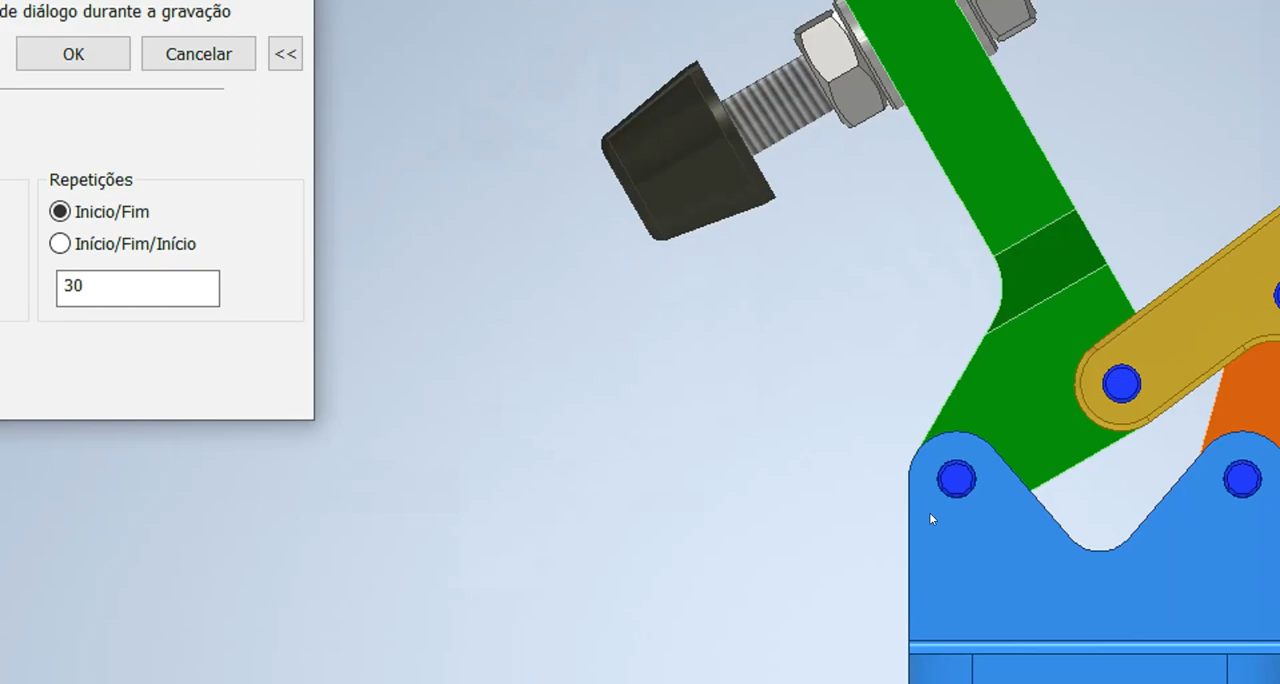 de diálogo durante a gravação
OK
Cancelar
<<
Repetições
Inicio/Fim
Início/Fim/Início
30